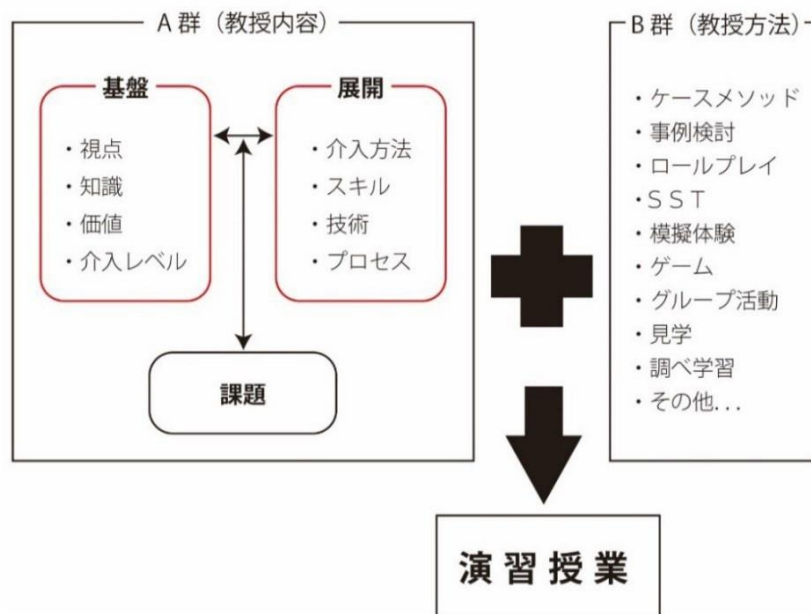 A 群（教授内容）
基盤
・視点
・知識
・価値
・介入レベル
展開
・介入方法
・スキル
・技術
・プロセス
課題
B 群（教授方法）
・ケースメソッド
・事例検討
・ロールプレイ
・ＳＳＴ
・模擬体験
・ゲーム
・グループ活動
・見学
・調べ学習
・その他...
演習授業